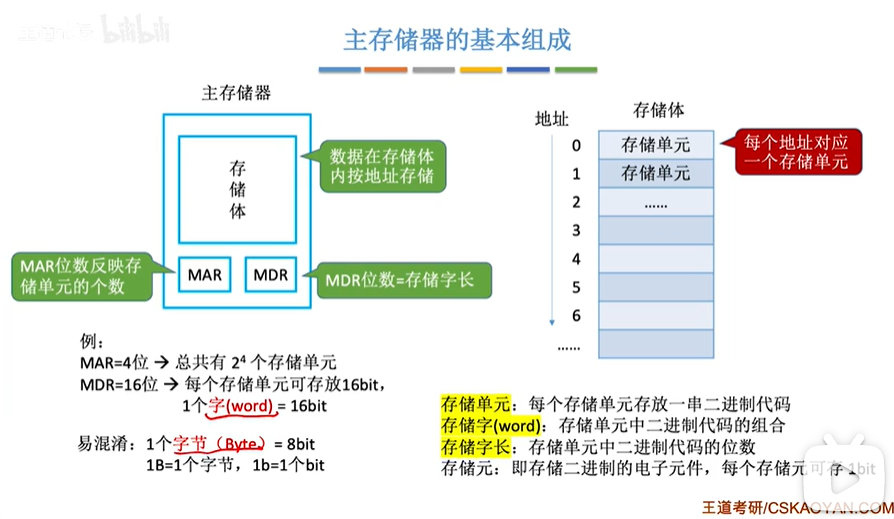 bilibili
主存储器的基本组成
主存储器
存储体
数据在存储体
内按地址存储
MAR位数反映存
储单元的个数
MAR
MDR
MDR位数=存储字长
例：
MAR=4位 → 总共有 2⁴ 个存储单元
MDR=16位 → 每个存储单元可存放16bit，
1个字(word) = 16bit
易混淆：1个字节（Byte）= 8bit
1B=1个字节，1b=1个bit
存储体
地址
0 存储单元
1 存储单元
2 ……
3
4
5
6
……
每个地址对应
一个存储单元
存储单元：每个存储单元存放一串二进制代码
存储字(word)：存储单元中二进制代码的组合
存储字长：存储单元中二进制代码的位数
存储元：即存储二进制的电子元件，每个存储元可存 1bit
王道考研/CSKAOYAN.COM